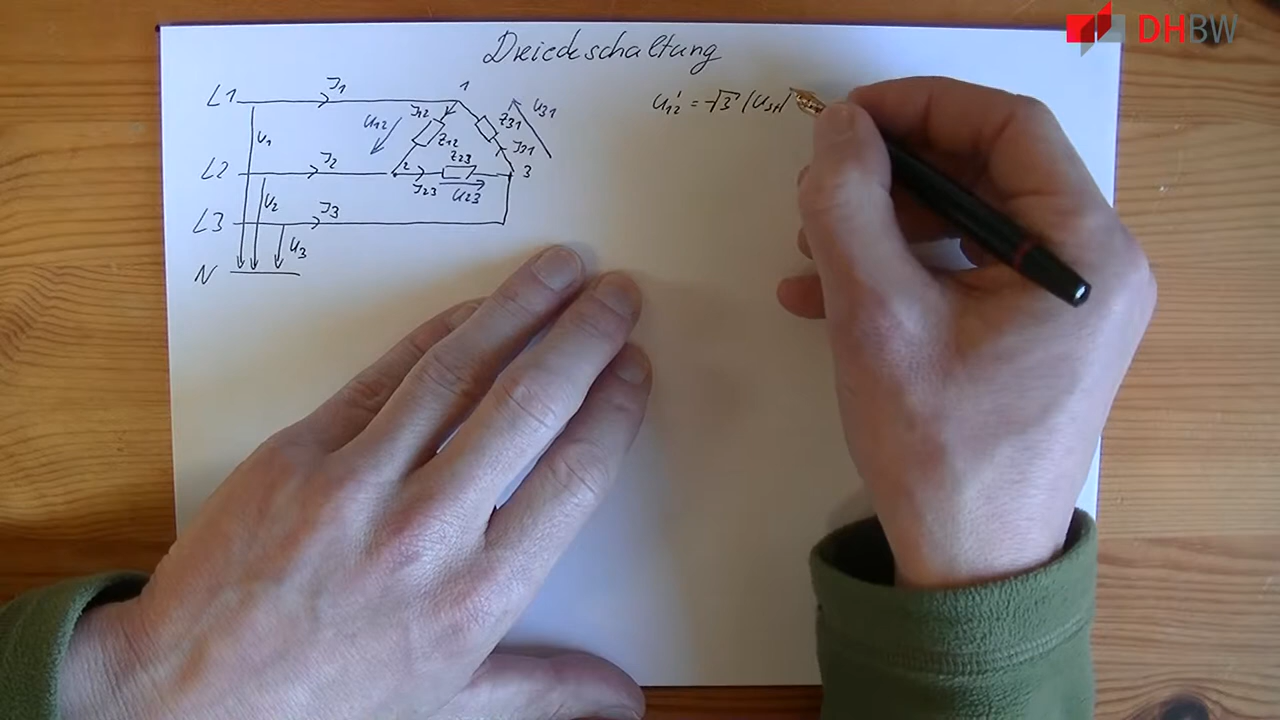 DHBW
Dreieckschaltung
L1 I1 1
U12 I12 Z12 Z31 U31
U1
L2 I2 2 I23 Z23 U23 I31 3
U2
L3 I3
U3
N
U12' = √3 |USt|